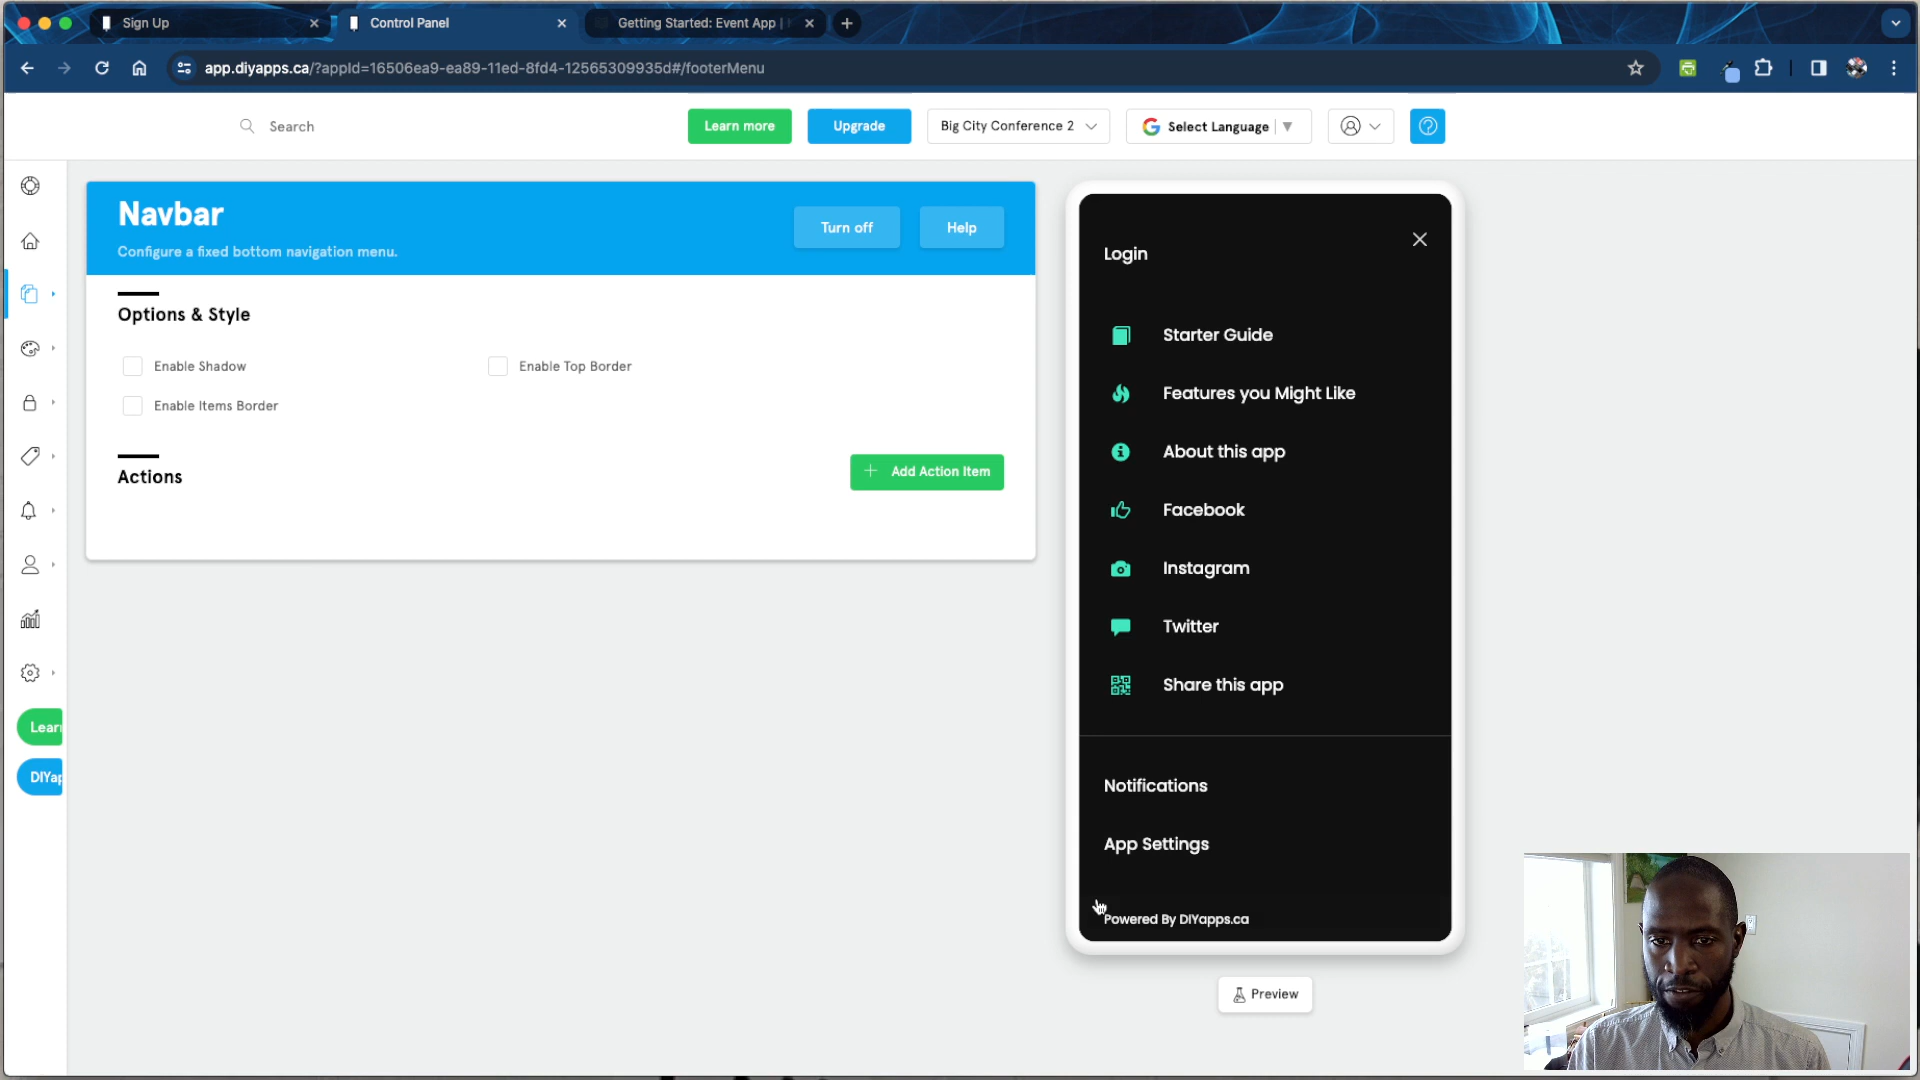 Sign Up
Control Panel
Getting Started: Event App |
app.diyapps.ca/?appId=16506ea9-ea89-11ed-8fd4-12565309935d#/footerMenu
Search
Learn more
Upgrade
Big City Conference 2
Select Language
Navbar
Configure a fixed bottom navigation menu.
Turn off
Help
Options & Style
Enable Shadow
Enable Top Border
Enable Items Border
Actions
Add Action Item
Lear
DIYap
Login
Starter Guide
Features you Might Like
About this app
Facebook
Instagram
Twitter
Share this app
Notifications
App Settings
Powered By DIYapps.ca
Preview